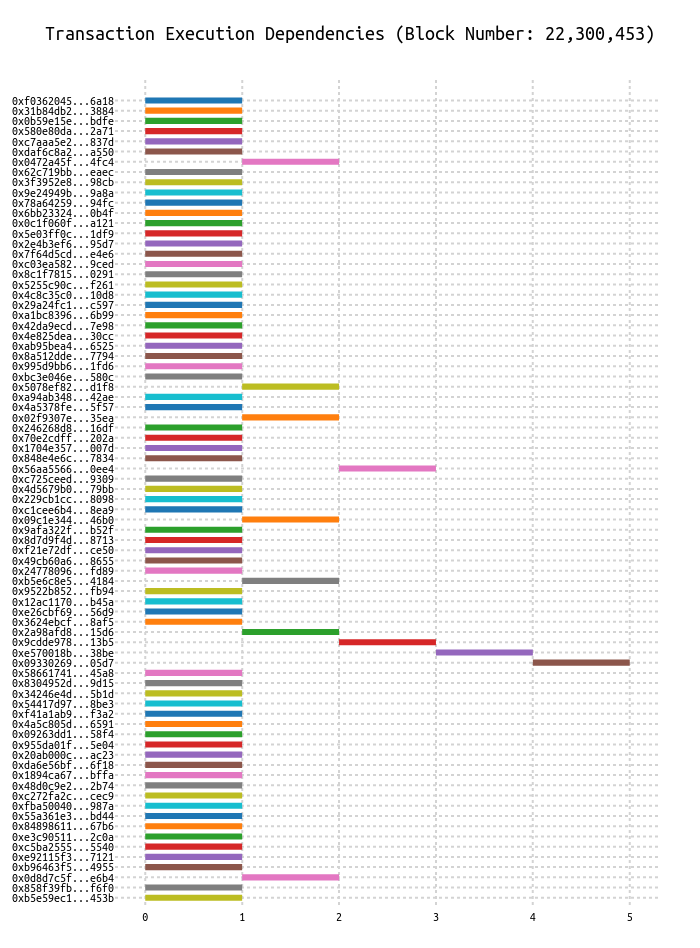 Transaction Execution Dependencies (Block Number: 22,300,453)
0xf0362045...6a18
0x31b84db2...3884
0x0b59e15e...bdfe
0x580e80da...2a71
0xc7aaa5e2...837d
0xdaf6c8a2...a550
0x0472a45f...4fc4
0x62c719bb...eaec
0x3f3952e8...98cb
0x9e24949b...9a8a
0x78a64259...94fc
0x6bb23324...0b4f
0x0c1f060f...a121
0x5e03ff0c...1df9
0x2e4b3ef6...95d7
0x7f64d5cd...e4e6
0xc03ea582...9ced
0x8c1f7815...0291
0x5255c90c...f261
0x4c8c35c0...10d8
0x29a24fc1...c597
0xa1bc8396...6b99
0x42da9ecd...7e98
0x4e825dea...30cc
0xab95bea4...6525
0x8a512dde...7794
0x995d9bb6...1fd6
0xbc3e046e...580c
0x5078ef82...d1f8
0xa94ab348...42ae
0x4a5378fe...5f57
0x02f9307e...35ea
0x246268d8...16df
0x70e2cdff...202a
0x1704e357...007d
0x848e4e6c...7834
0x56aa5566...0ee4
0xc725ceed...9309
0x4d5679b0...79bb
0x229cb1cc...8098
0xc1cee6b4...8ea9
0x09c1e344...46b0
0x9afa322f...b52f
0x8d7d9f4d...8713
0xf21e72df...ce50
0x49cb60a6...8655
0x24778096...fd89
0xb5e6c8e5...4184
0x9522b852...fb94
0x12ac1170...b45a
0xe26cbf69...56d9
0x3624ebcf...8af5
0x2a98afd8...15d6
0x9cdde978...13b5
0xe570018b...38be
0x09330269...05d7
0x58661741...45a8
0x8304952d...9d15
0x34246e4d...5b1d
0x54417d97...8be3
0xf41a1ab9...f3a2
0x4a5c805d...6591
0x09263dd1...58f4
0x955da01f...5e04
0x20ab000c...ac23
0xda6e56bf...6f18
0x1894ca67...bffa
0x48d0c9e2...2b74
0xc272fa2c...cec9
0xfba50040...987a
0x55a361e3...bd44
0x84898611...67b6
0xe3c90511...2c0a
0xc5ba2555...5540
0xe92115f3...7121
0xb96463f5...4955
0x0d8d7c5f...e6b4
0x858f39fb...f6f0
0xb5e59ec1...453b
0 1 2 3 4 5